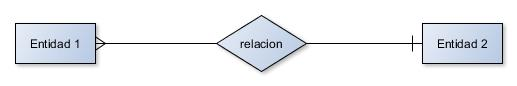 Entidad 1
relacion
Entidad 2